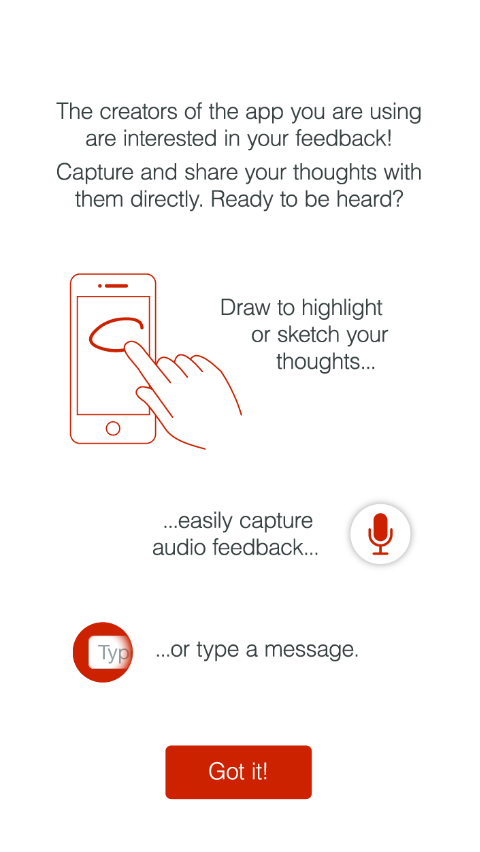 The creators of the app you are using
are interested in your feedback!
Capture and share your thoughts with
them directly. Ready to be heard?
Draw to highlight
or sketch your
thoughts...
...easily capture
audio feedback...
Typ
...or type a message.
Got it!